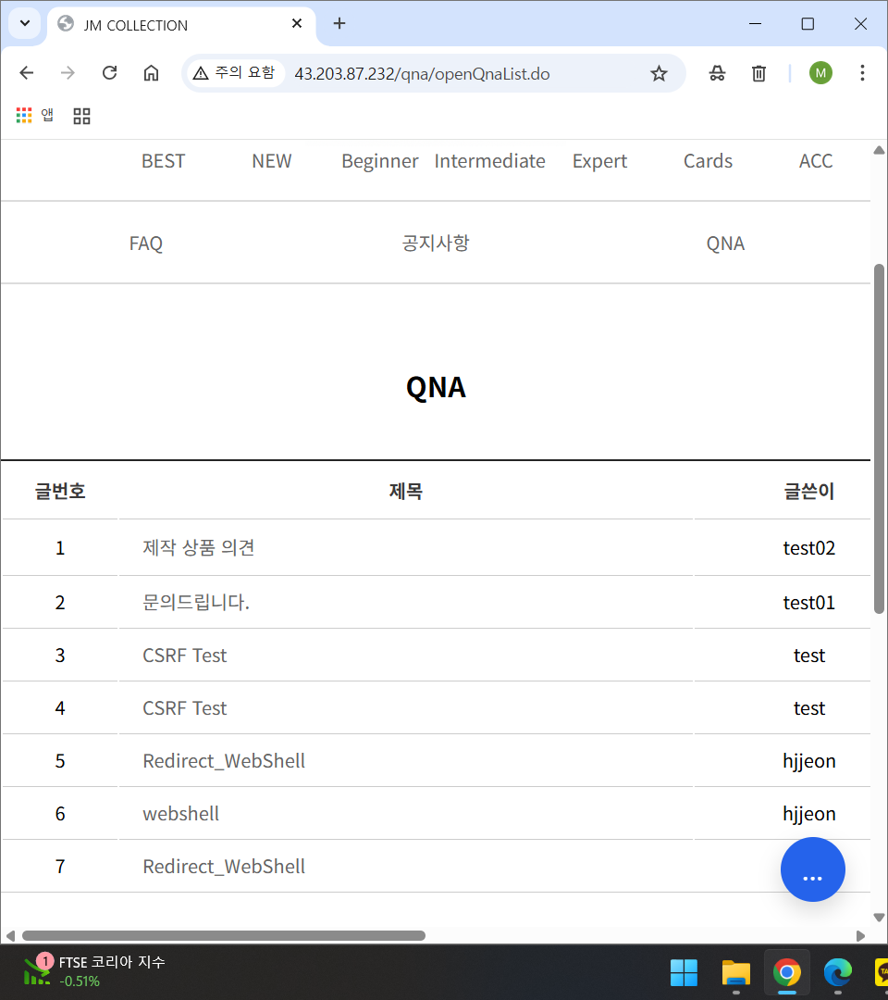 JM COLLECTION
주의 요함 43.203.87.232/qna/openQnaList.do M
앱
BEST NEW Beginner Intermediate Expert Cards ACC
FAQ 공지사항 QNA
QNA
글번호 제목 글쓴이
1 제작 상품 의견 test02
2 문의드립니다. test01
3 CSRF Test test
4 CSRF Test test
5 Redirect_WebShell hjjeon
6 webshell hjjeon
7 Redirect_WebShell
...
1 FTSE 코리아 지수
-0.51%